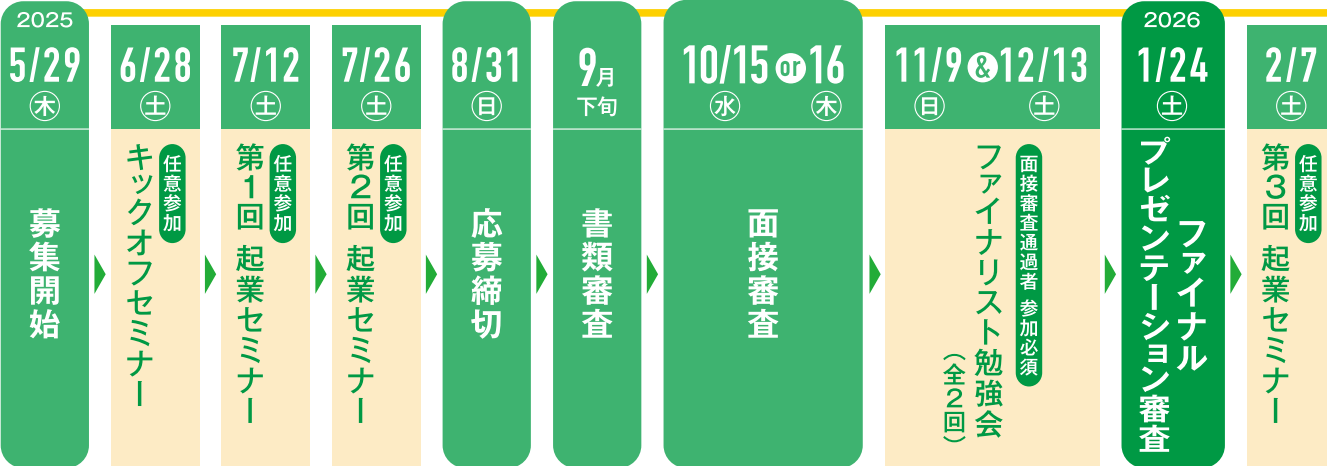 2025
5/29
木
募集開始
6/28
土
任意参加
キックオフセミナー
7/12
土
任意参加
第1回 起業セミナー
7/26
土
任意参加
第2回 起業セミナー
8/31
日
応募締切
9月
下旬
書類審査
10/15 or 16
水 木
面接審査
11/9 & 12/13
日 土
面接審査通過者 参加必須
ファイナリスト勉強会
（全2回）
2026
1/24
土
ファイナル
プレゼンテーション審査
2/7
土
任意参加
第3回 起業セミナー